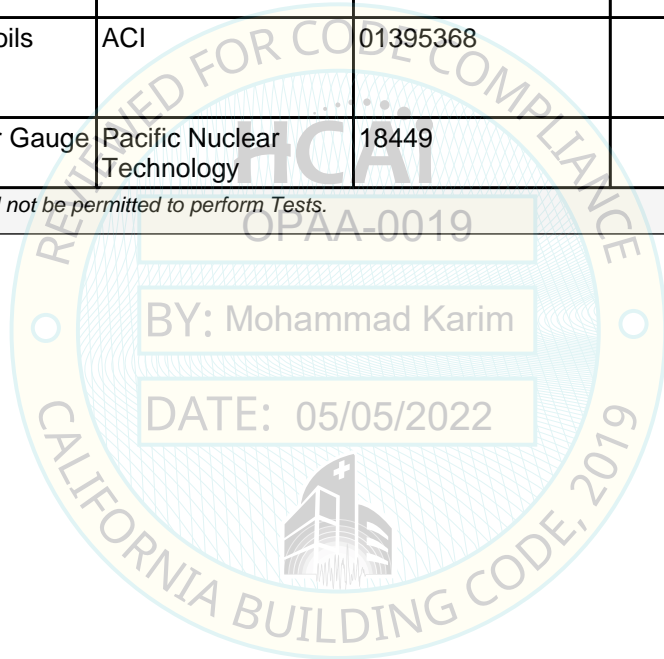 oils ACI 01395368
r Gauge Pacific Nuclear 18449
Technology
l not be permitted to perform Tests.
REVIEWED FOR CODE COMPLIANCE
HCAi
OPAA-0019
BY: Mohammad Karim
DATE: 05/05/2022
CALIFORNIA BUILDING CODE, 2019